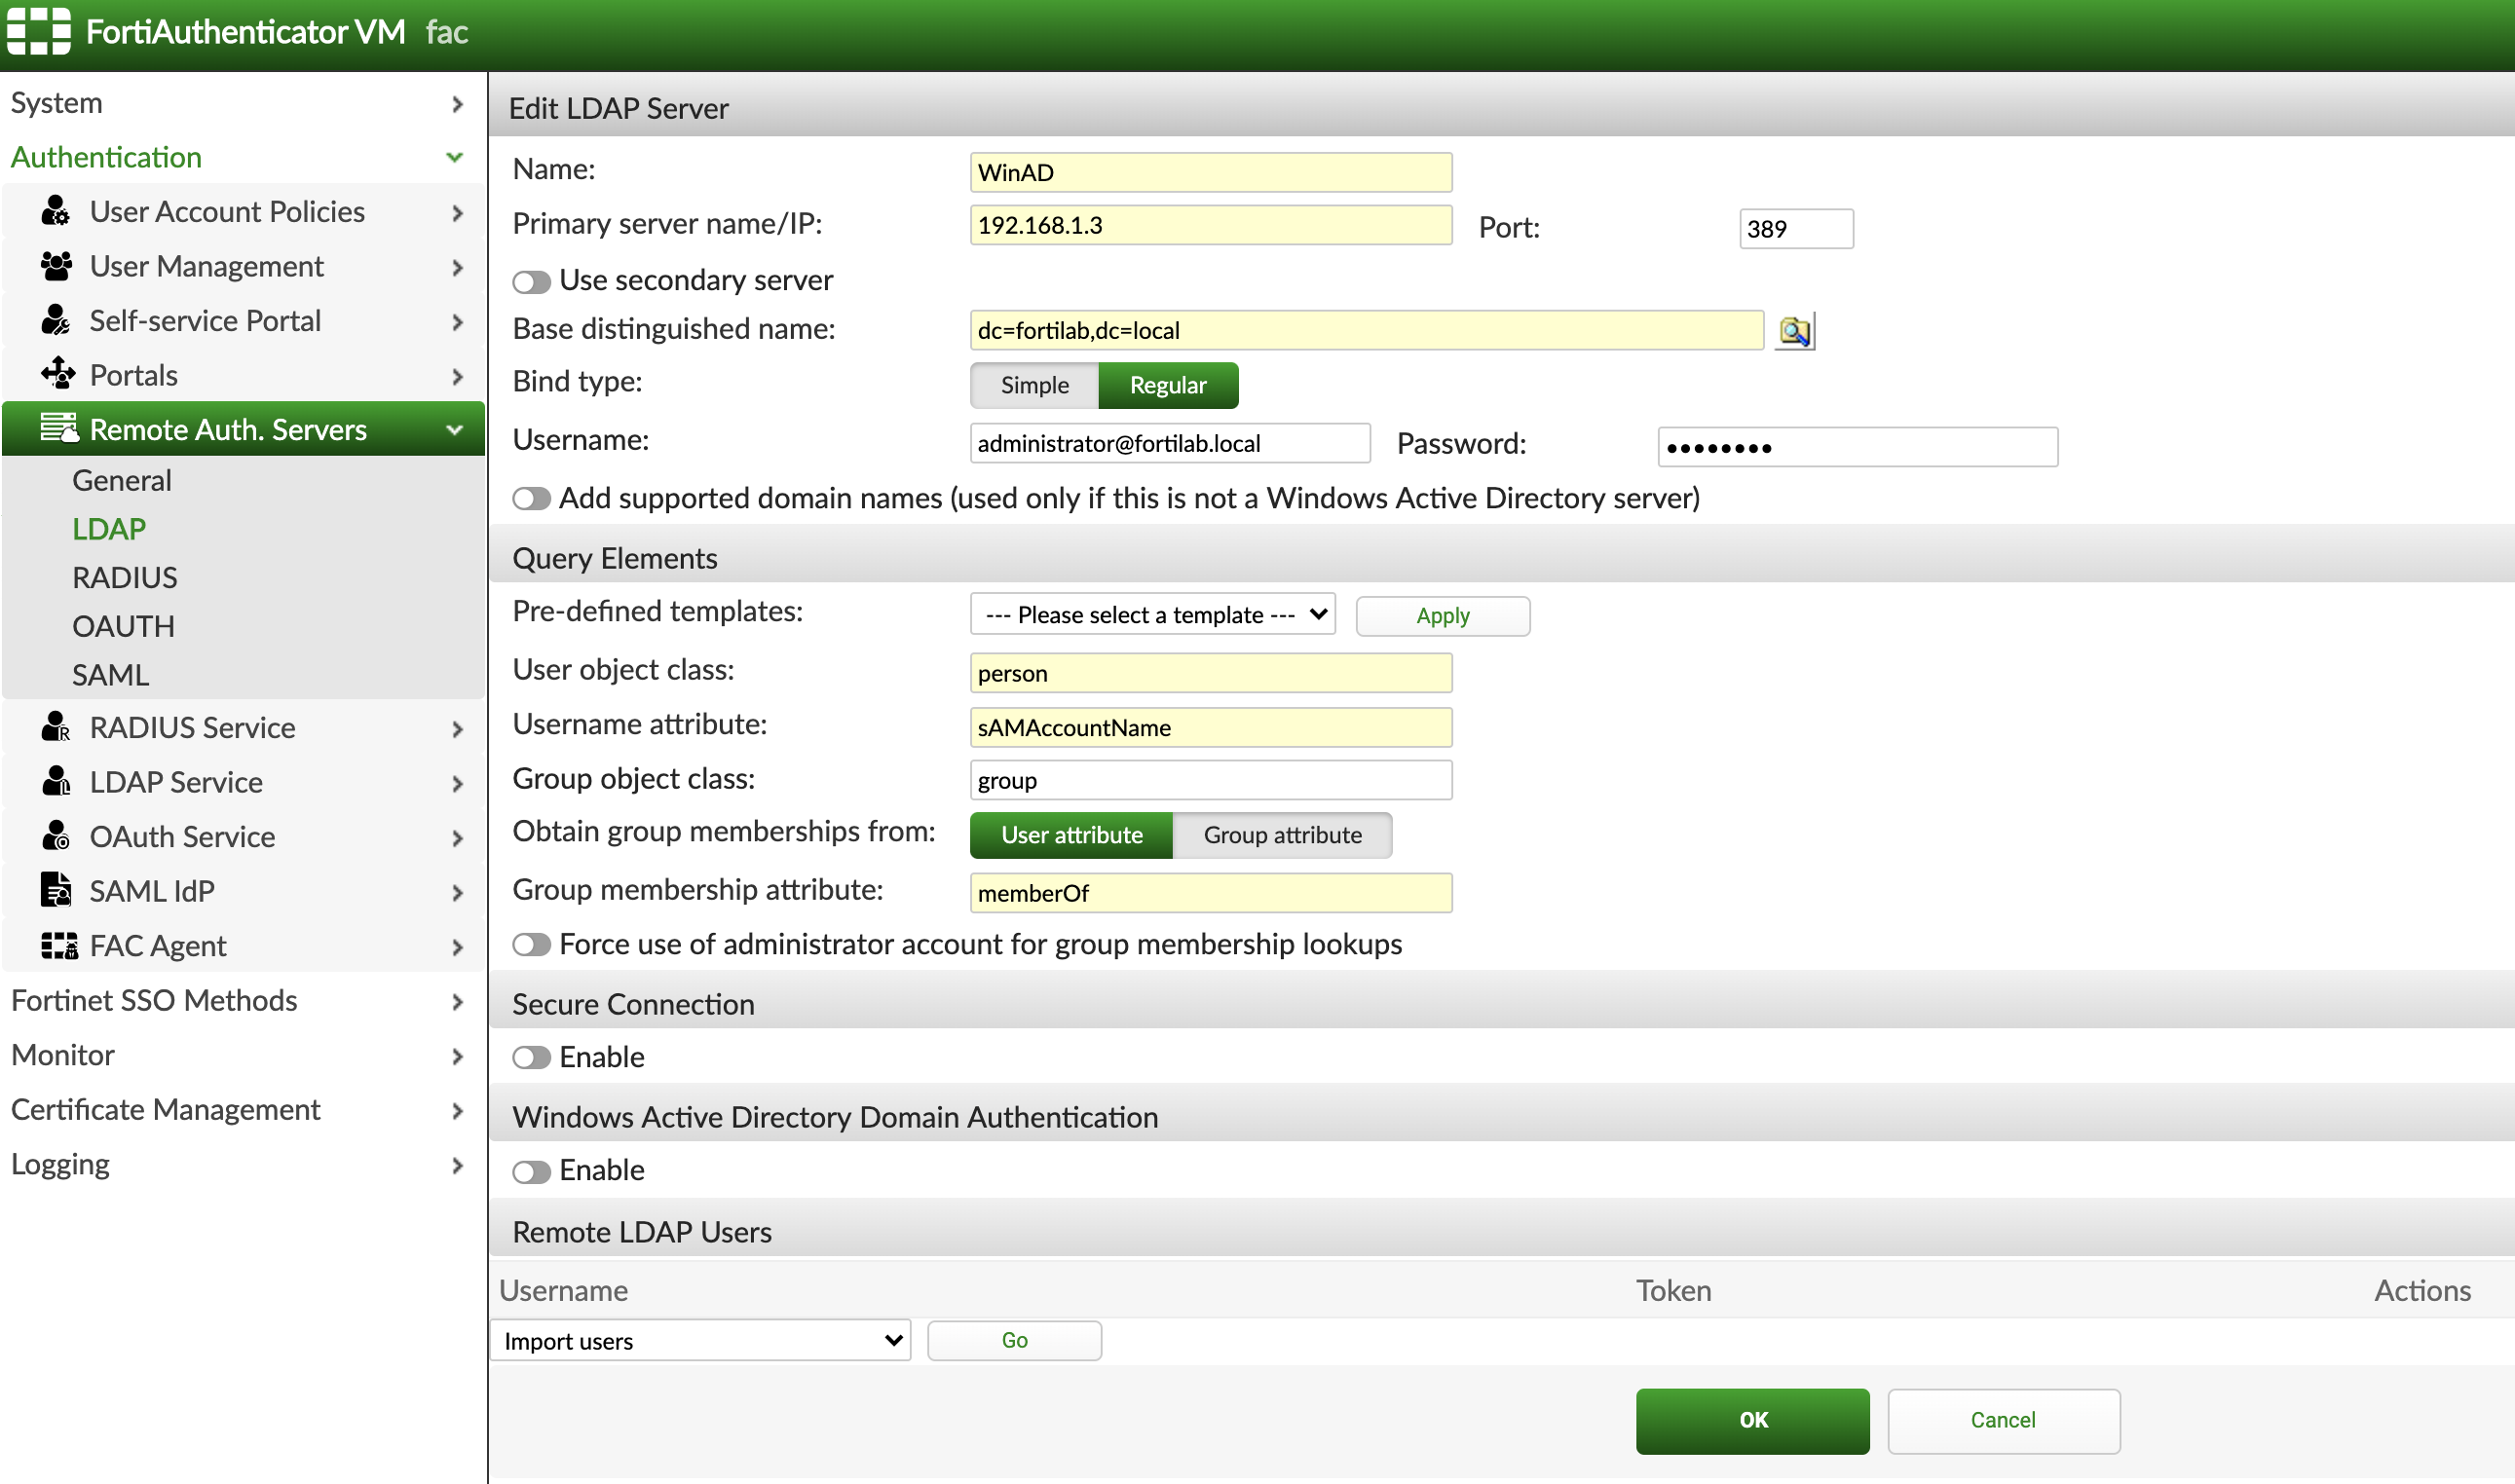 FortiAuthenticator VM fac
System
Authentication
User Account Policies
User Management
Self-service Portal
Portals
Remote Auth. Servers
General
LDAP
RADIUS
OAUTH
SAML
RADIUS Service
LDAP Service
OAuth Service
SAML IdP
FAC Agent
Fortinet SSO Methods
Monitor
Certificate Management
Logging
Edit LDAP Server
Name: WinAD
Primary server name/IP: 192.168.1.3 Port: 389
Use secondary server
Base distinguished name: dc=fortilab,dc=local
Bind type: Simple Regular
Username: administrator@fortilab.local Password: ••••••••
Add supported domain names (used only if this is not a Windows Active Directory server)
Query Elements
Pre-defined templates: --- Please select a template --- Apply
User object class: person
Username attribute: sAMAccountName
Group object class: group
Obtain group memberships from: User attribute Group attribute
Group membership attribute: memberOf
Force use of administrator account for group membership lookups
Secure Connection
Enable
Windows Active Directory Domain Authentication
Enable
Remote LDAP Users
Username Token Actions
Import users Go
OK Cancel